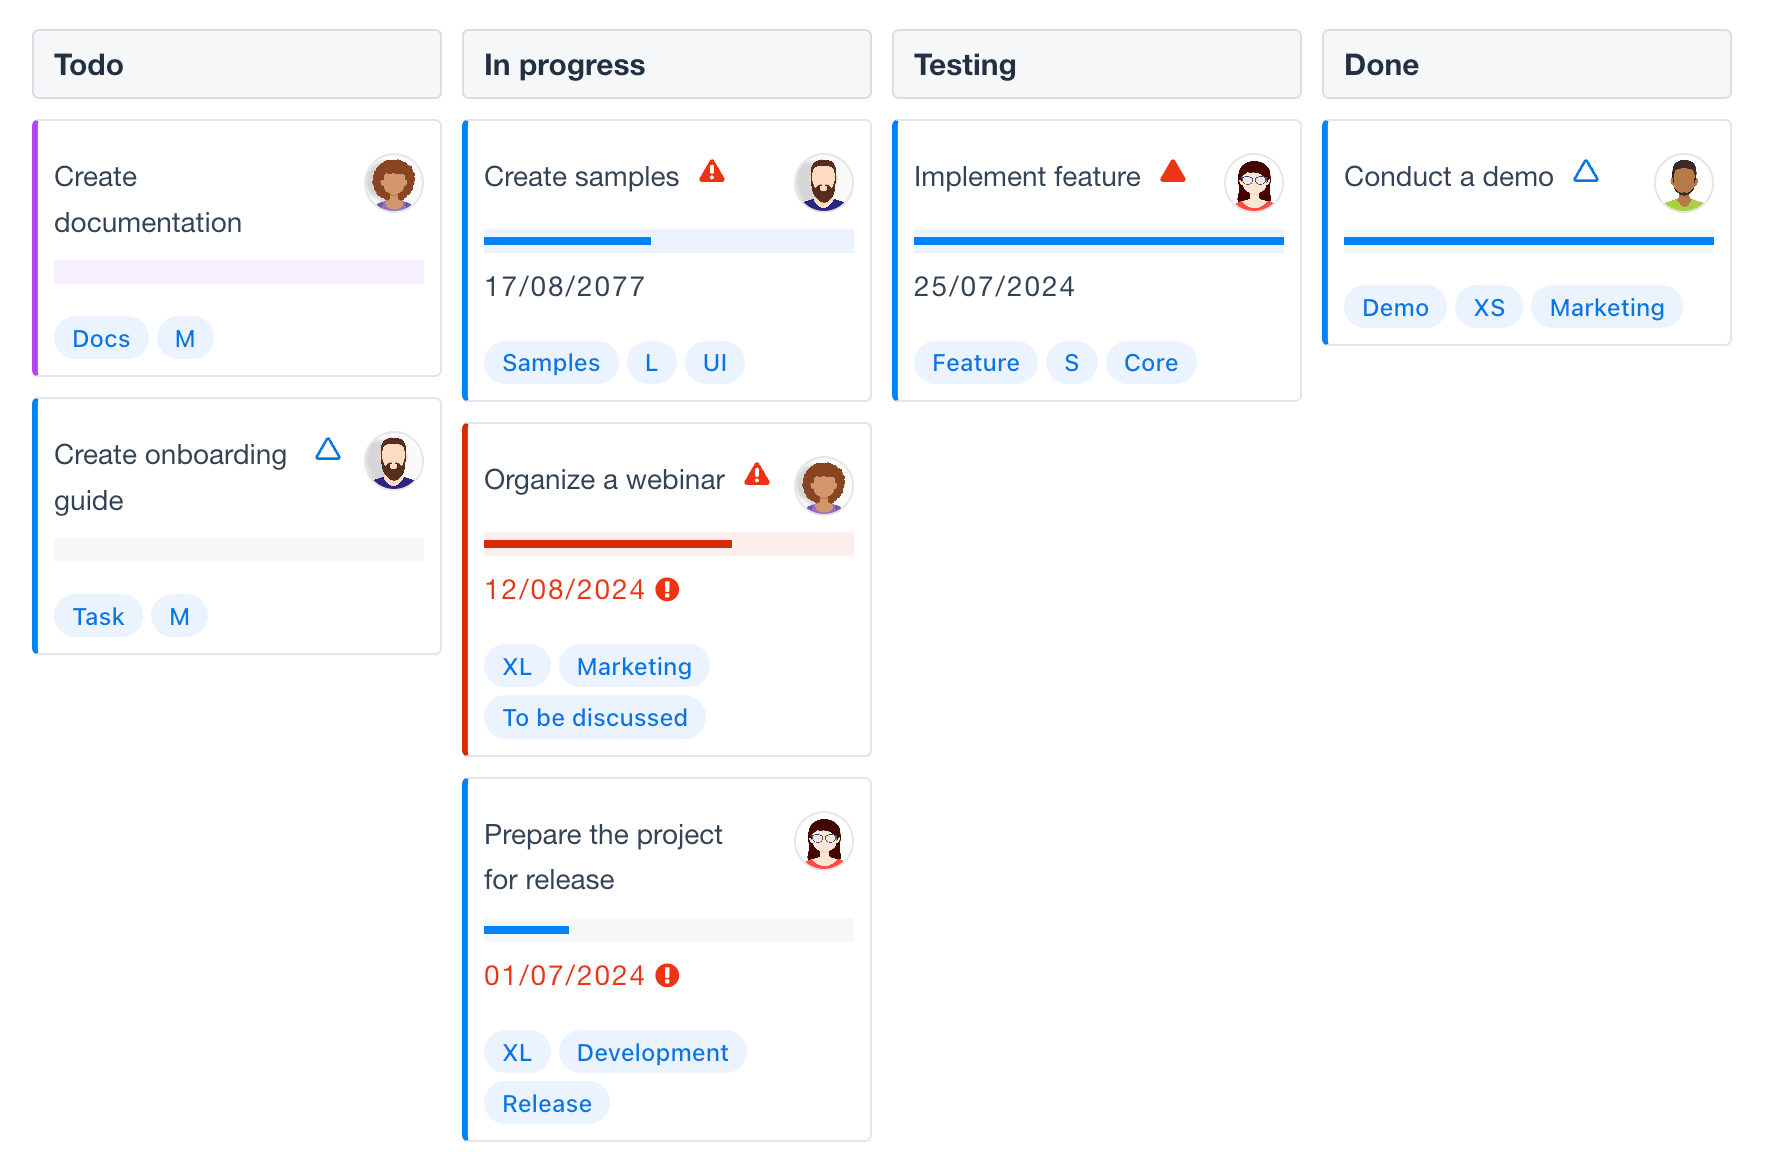 Todo
Create
documentation
Docs M
Create onboarding
guide
Task M
In progress
Create samples
17/08/2077
Samples L UI
Organize a webinar
12/08/2024
XL Marketing
To be discussed
Prepare the project
for release
01/07/2024
XL Development
Release
Testing
Implement feature
25/07/2024
Feature S Core
Done
Conduct a demo
Demo XS Marketing